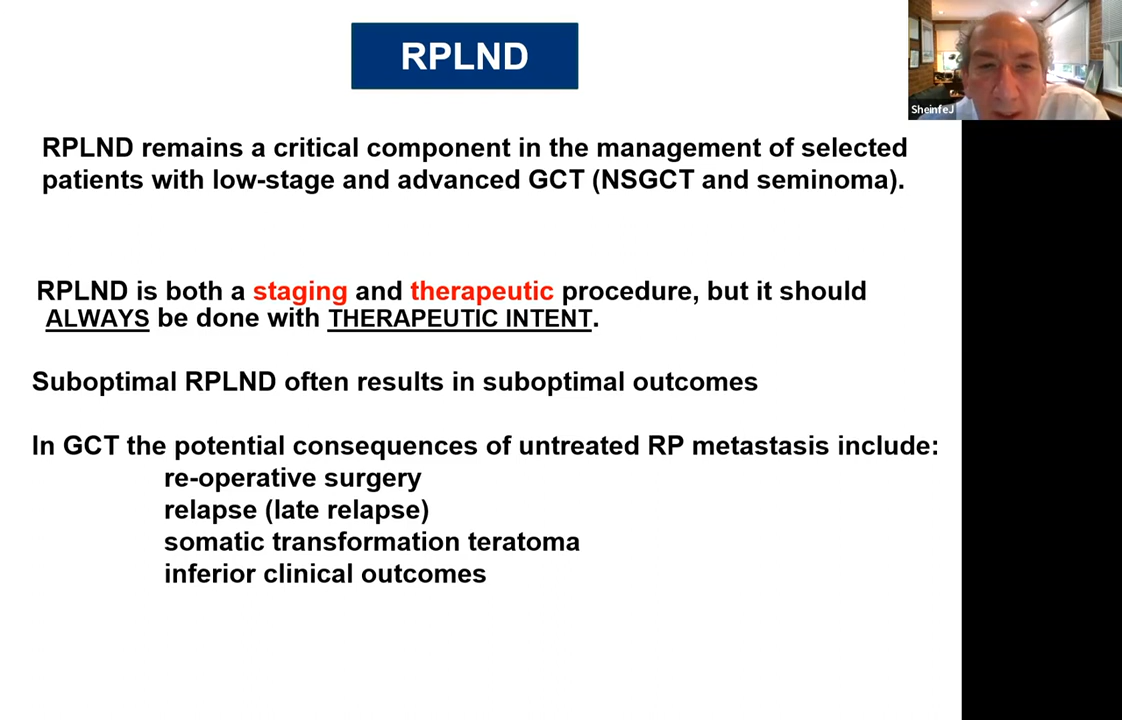 RPLND
SheinfeJ
RPLND remains a critical component in the management of selected
patients with low-stage and advanced GCT (NSGCT and seminoma).
RPLND is both a staging and therapeutic procedure, but it should
ALWAYS be done with THERAPEUTIC INTENT.
Suboptimal RPLND often results in suboptimal outcomes
In GCT the potential consequences of untreated RP metastasis include:
re-operative surgery
relapse (late relapse)
somatic transformation teratoma
inferior clinical outcomes